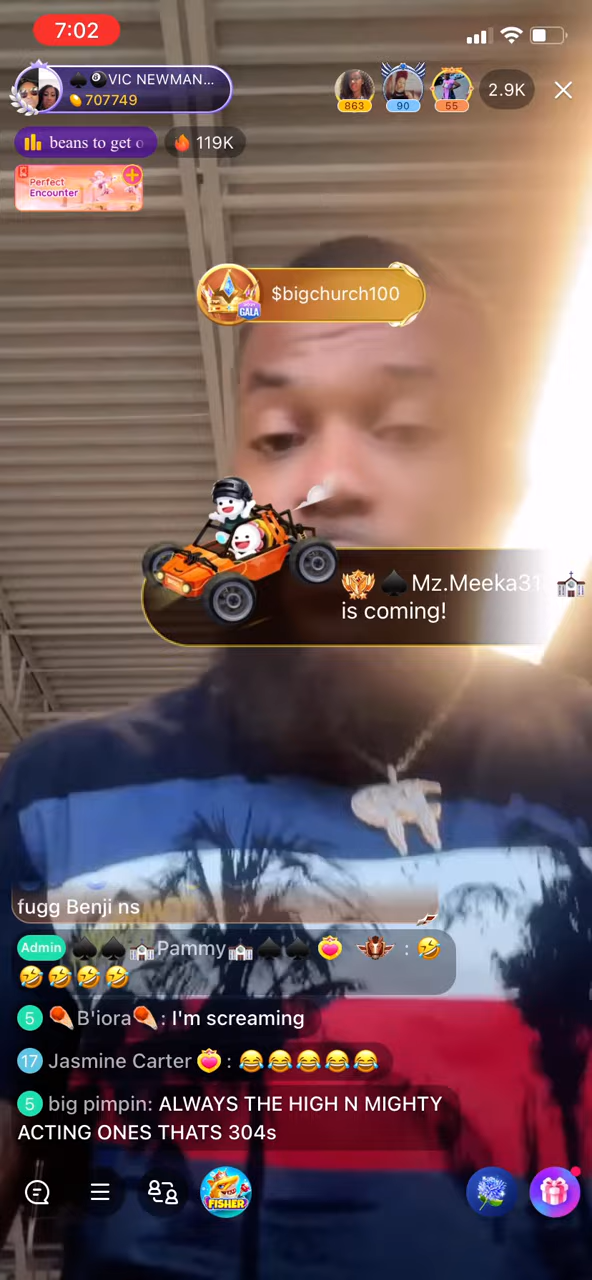 7:02
VIC NEWMAN...
707749
863
90
55
2.9K
beans to get
119K
Perfect
Encounter
GALA
$bigchurch100
Mz.Meeka31
is coming!
fugg Benji ns
Admin ♠️♠️⛪Pammy⛪♠️♠️ : 🤣
🤣🤣🤣🤣
5 B'iora : I'm screaming
17 Jasmine Carter : 😂😂😂😂😂
5 big pimpin: ALWAYS THE HIGH N MIGHTY
ACTING ONES THATS 304s
FISHER